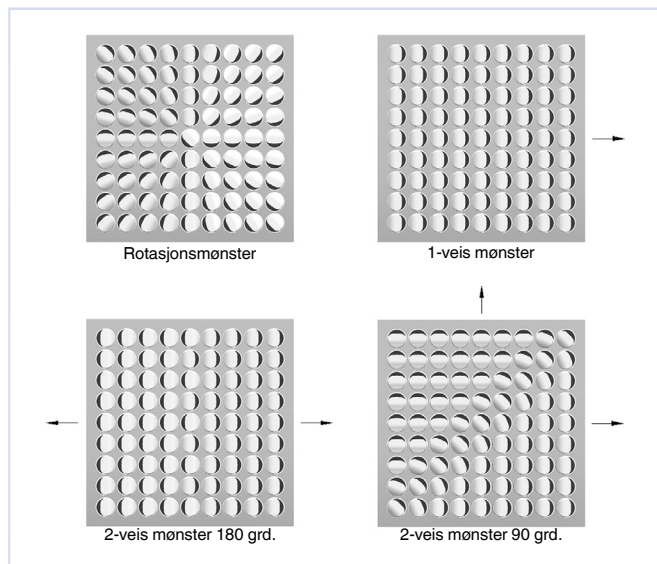 Rotasjonsmønster
1-veis mønster
2-veis mønster 180 grd.
2-veis mønster 90 grd.